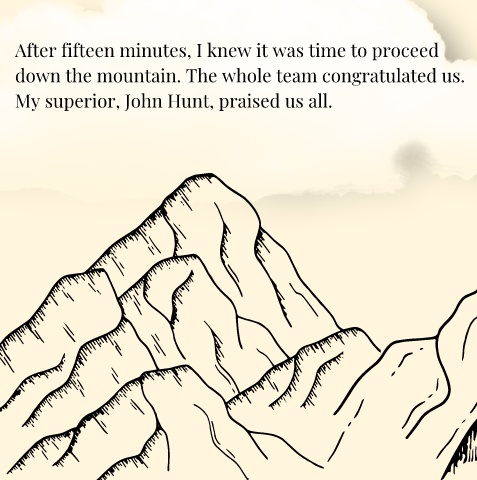 After fifteen minutes, I knew it was time to proceed
down the mountain. The whole team congratulated us.
My superior, John Hunt, praised us all.